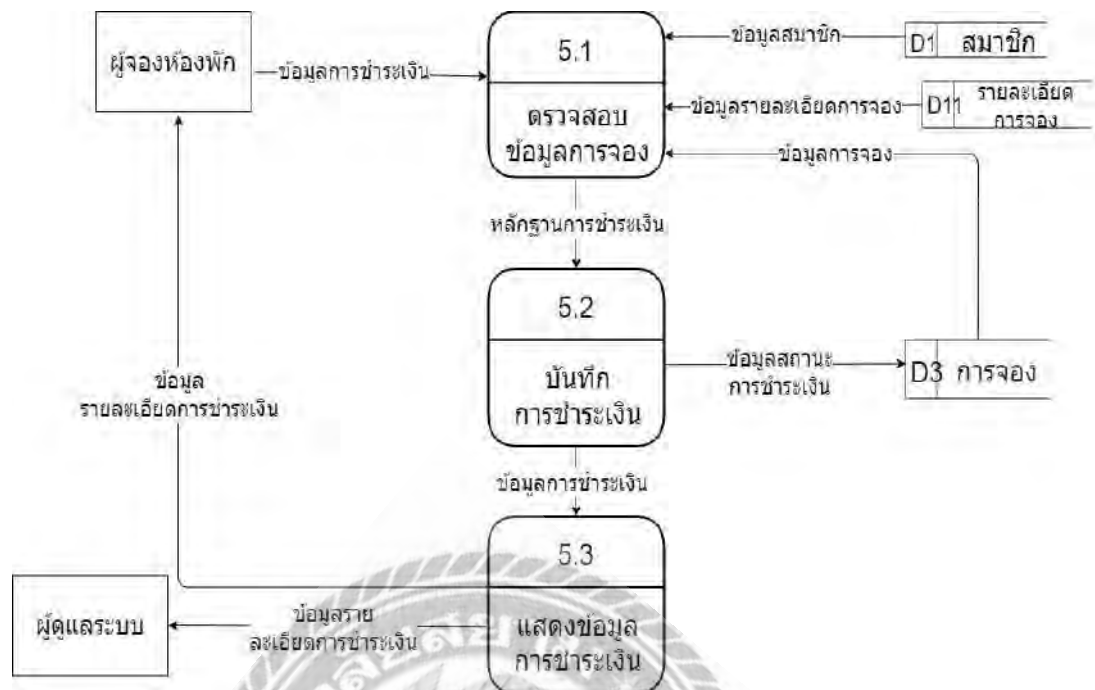 ผู้จองห้องพัก
ข้อมูลการชำระเงิน
5.1
ตรวจสอบ
ข้อมูลการจอง
ข้อมูลสมาชิก
D1 สมาชิก
ข้อมูลรายละเอียดการจอง
D11 รายละเอียด
การจอง
ข้อมูลการจอง
หลักฐานการชำระเงิน
5.2
บันทึก
การชำระเงิน
ข้อมูลสถานะ
การชำระเงิน
D3 การจอง
ข้อมูล
รายละเอียดการชำระเงิน
ข้อมูลการชำระเงิน
5.3
แสดงข้อมูล
การชำระเงิน
ข้อมูลราย
ละเอียดการชำระเงิน
ผู้ดูแลระบบ